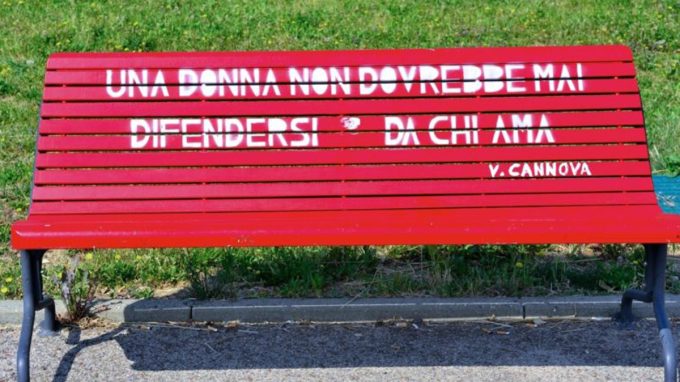 UNA DONNA NON DOVREBBE MAI
DIFENDERSI DA CHI AMA
V. CANNOVA